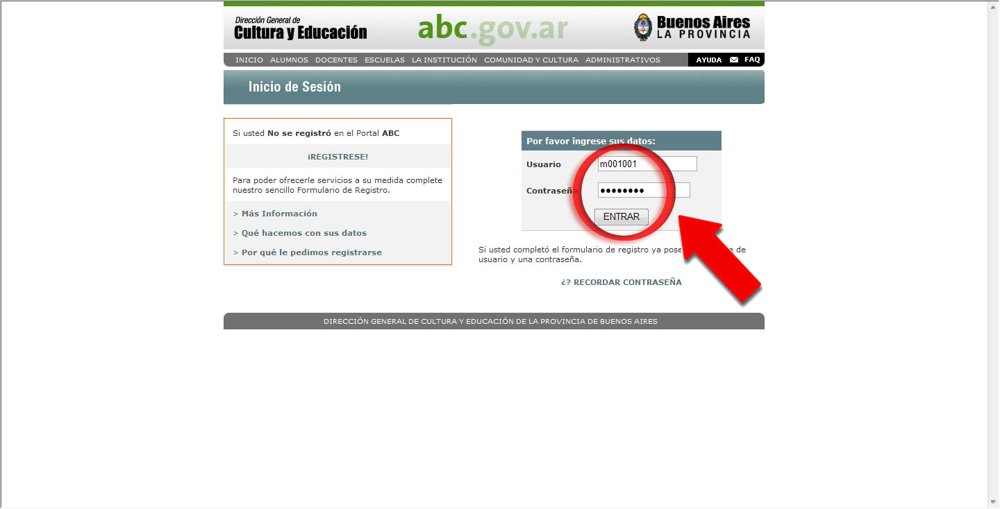 Dirección General de
Cultura y Educación
abc.gov.ar
Buenos Aires
LA PROVINCIA
INICIO ALUMNOS DOCENTES ESCUELAS LA INSTITUCIÓN COMUNIDAD Y CULTURA ADMINISTRATIVOS AYUDA FAQ
Inicio de Sesión
Si usted No se registró en el Portal ABC
¡REGISTRESE!
Para poder ofrecerle servicios a su medida complete
nuestro sencillo Formulario de Registro.
> Más Información
> Qué hacemos con sus datos
> Por qué le pedimos registrarse
Por favor ingrese sus datos:
Usuario m001001
Contraseña ●●●●●●●●
ENTRAR
Si usted completó el formulario de registro ya de
usuario y una contraseña.
¿? RECORDAR CONTRASEÑA
DIRECCIÓN GENERAL DE CULTURA Y EDUCACIÓN DE LA PROVINCIA DE BUENOS AIRES